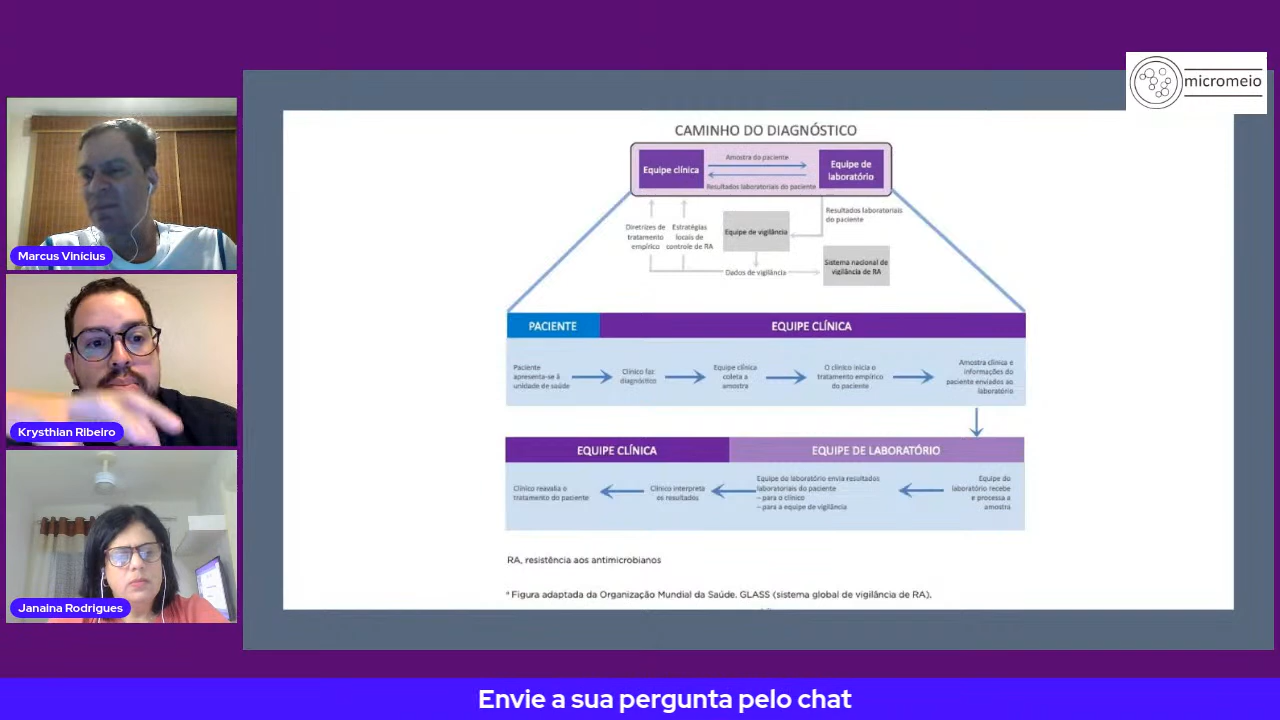 micromeio
CAMINHO DO DIAGNÓSTICO
Equipe clínica
Amostra do paciente
Resultados laboratoriais do paciente
Equipe de
laboratório
Diretrizes de
tratamento
empírico
Estratégias
locais de
controle de RA
Equipe de vigilância
Resultados laboratoriais
do paciente
Dados de vigilância
Sistema nacional de
vigilância de RA
PACIENTE
EQUIPE CLÍNICA
Paciente
apresenta-se à
unidade de saúde
Clínico faz
diagnóstico
Equipe clínica
coleta a
amostra
O clínico inicia o
tratamento empírico
do paciente
Amostra clínica e
informações do
paciente enviados ao
laboratório
EQUIPE CLÍNICA
EQUIPE DE LABORATÓRIO
Clínico reavalia o
tratamento do paciente
Clínico interpreta
os resultados
Equipe do laboratório envia resultados
laboratoriais do paciente
– para o clínico
– para a equipe de vigilância
Equipe do
laboratório recebe
e processa a
amostra
RA, resistência aos antimicrobianos
ª Figura adaptada da Organização Mundial da Saúde. GLASS (sistema global de vigilância de RA).
Marcus Vinícius
Krysthian Ribeiro
Janaina Rodrigues
Envie a sua pergunta pelo chat